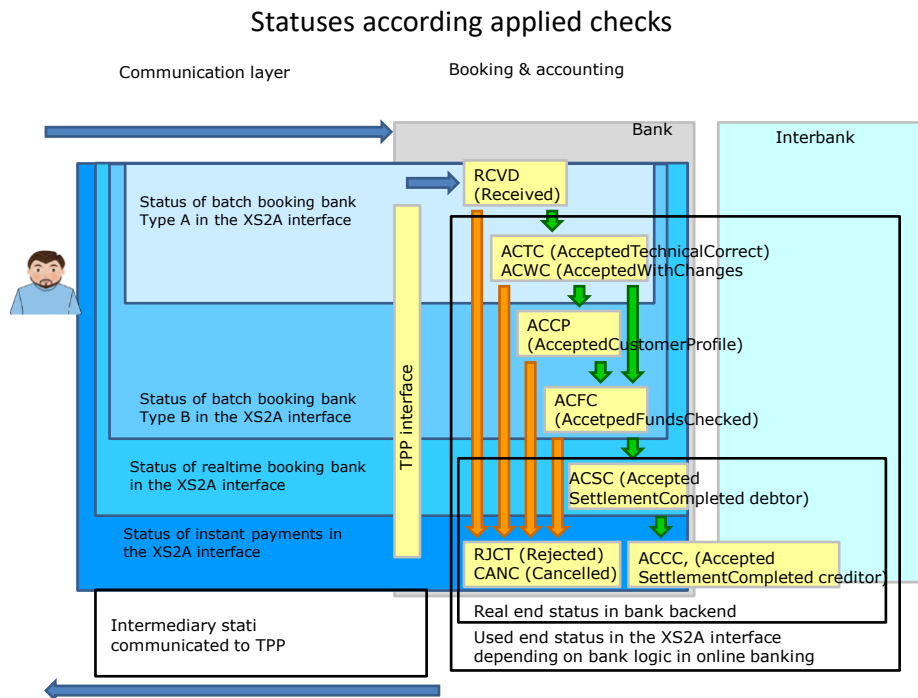 Statuses according applied checks
Communication layer
Booking & accounting
Bank
Interbank
RCVD
(Received)
Status of batch booking bank
Type A in the XS2A interface
ACTC (AcceptedTechnicalCorrect)
ACWC (AcceptedWithChanges
ACCP
(AcceptedCustomerProfile)
Status of batch booking bank
Type B in the XS2A interface
ACFC
(AccetpedFundsChecked)
TPP interface
Status of realtime booking bank
in the XS2A interface
ACSC (Accepted
SettlementCompleted debtor)
Status of instant payments in
the XS2A interface
RJCT (Rejected)
CANC (Cancelled)
ACCC, (Accepted
SettlementCompleted creditor)
Real end status in bank backend
Intermediary stati
communicated to TPP
Used end status in the XS2A interface
depending on bank logic in online banking